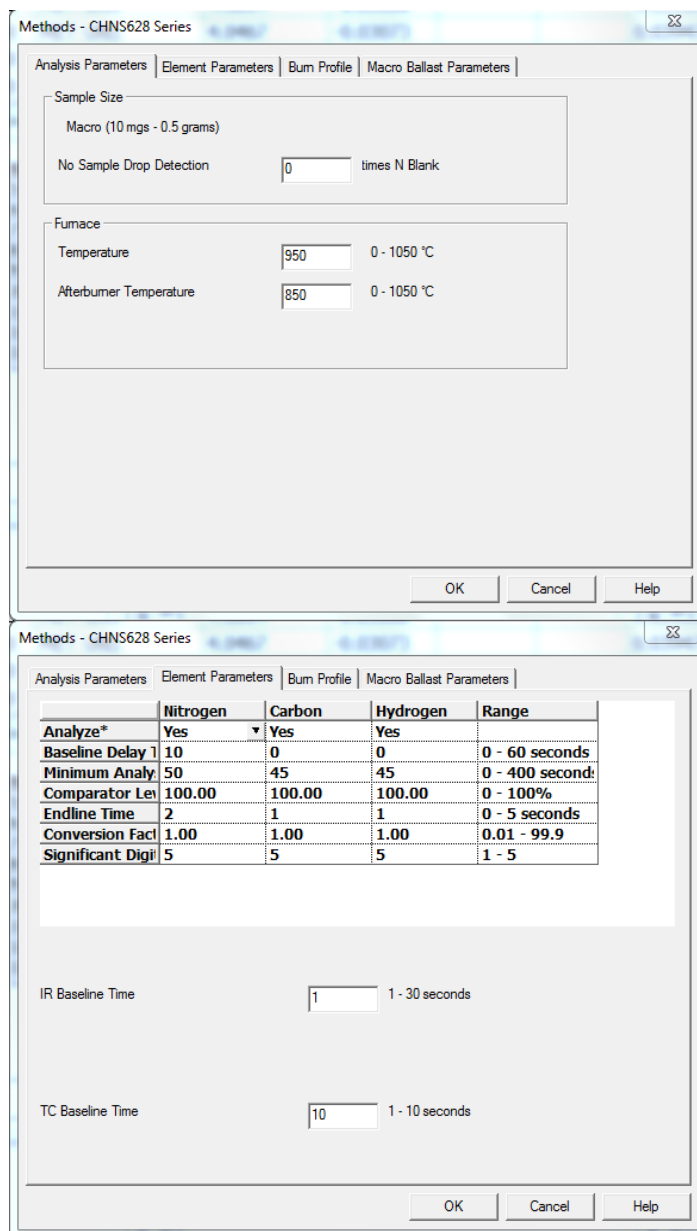 Methods - CHNS628 Series
Analysis Parameters Element Parameters Burn Profile Macro Ballast Parameters
Sample Size
Macro (10 mgs - 0.5 grams)
No Sample Drop Detection 0 times N Blank
Furnace
Temperature 950 0 - 1050 °C
Afterburner Temperature 850 0 - 1050 °C
OK Cancel Help
Methods - CHNS628 Series
Analysis Parameters Element Parameters Burn Profile Macro Ballast Parameters
Nitrogen Carbon Hydrogen Range
Analyze* Yes Yes Yes
Baseline Delay T 10 0 0 0 - 60 seconds
Minimum Analy 50 45 45 0 - 400 seconds
Comparator Lev 100.00 100.00 100.00 0 - 100%
Endline Time 2 1 1 0 - 5 seconds
Conversion Fact 1.00 1.00 1.00 0.01 - 99.9
Significant Digi 5 5 5 1 - 5
IR Baseline Time 1 1 - 30 seconds
TC Baseline Time 10 1 - 10 seconds
OK Cancel Help